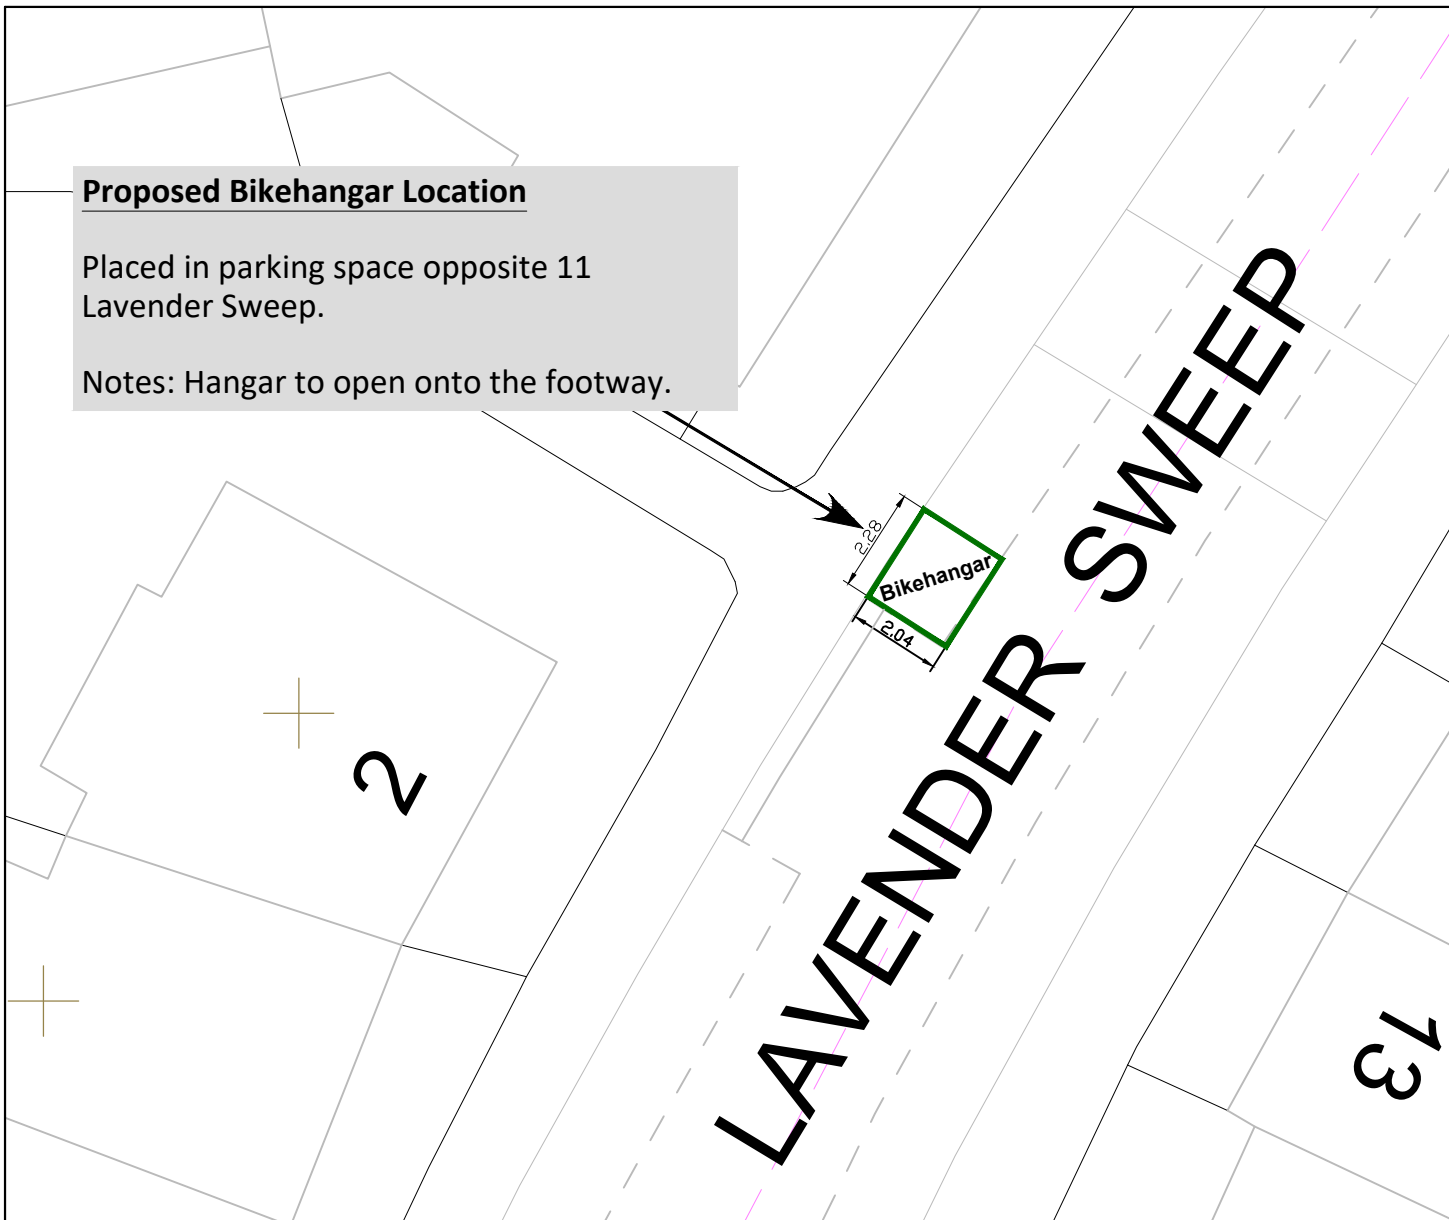 Proposed Bikehangar Location
Placed in parking space opposite 11
Lavender Sweep.
Notes: Hangar to open onto the footway.
2.28
Bikehangar
2.04
LAVENDER SWEEP
2
13